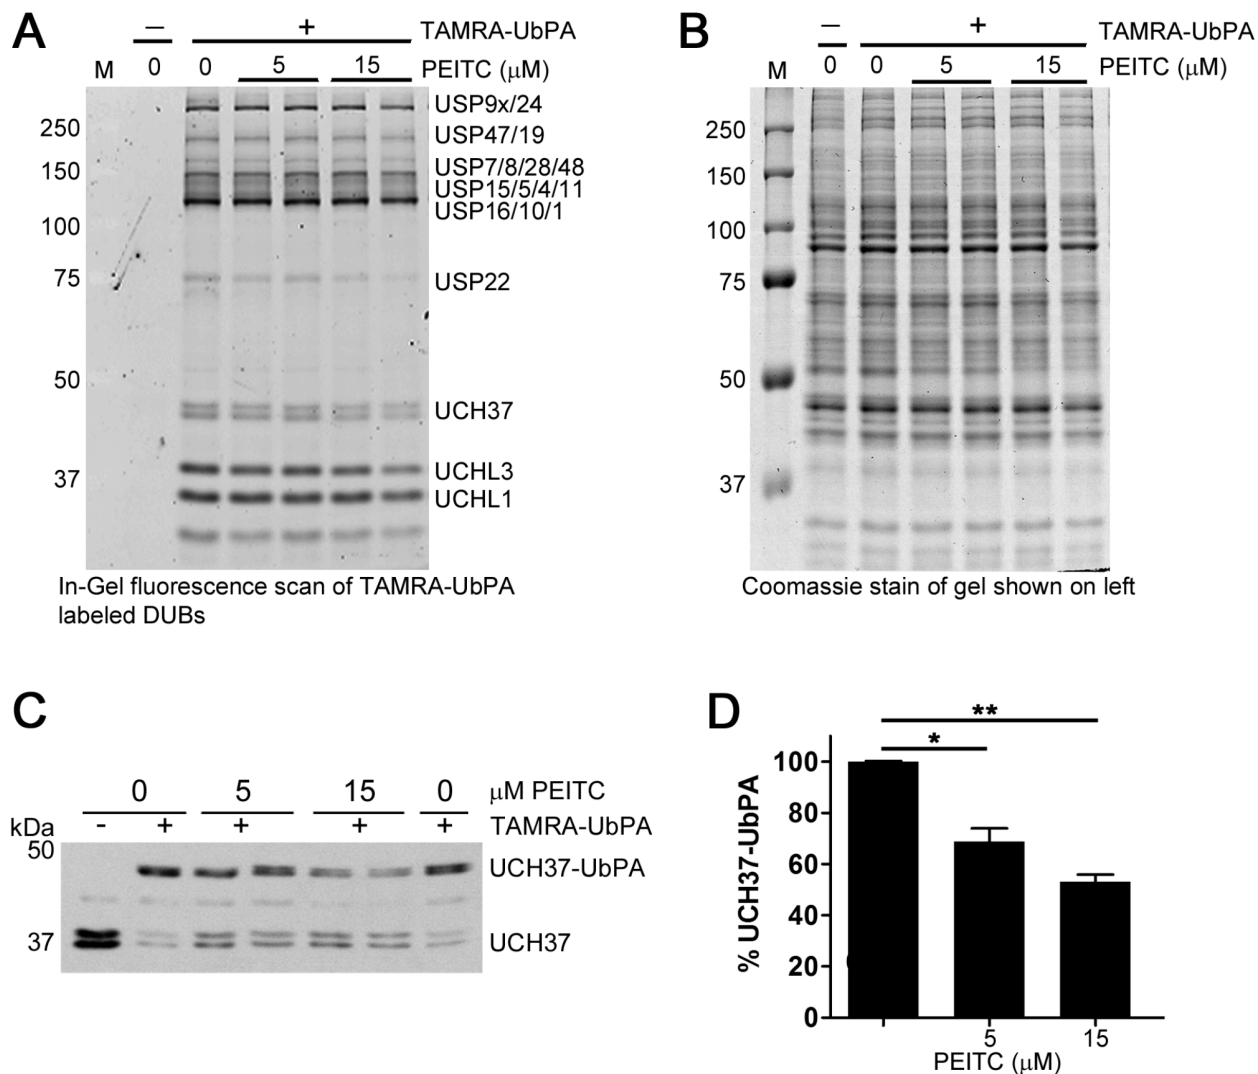 A
− + TAMRA-UbPA
M 0 0 5 15 PEITC (μM)
USP9x/24
250
USP47/19
150
USP7/8/28/48
USP15/5/4/11
USP16/10/1
100
75
USP22
50
UCH37
37
UCHL3
UCHL1
In-Gel fluorescence scan of TAMRA-UbPA
labeled DUBs
B
− + TAMRA-UbPA
M 0 0 5 15 PEITC (μM)
250
150
100
75
50
37
Coomassie stain of gel shown on left
C
0 5 15 0 μM PEITC
kDa - + + + + TAMRA-UbPA
50
UCH37-UbPA
37
UCH37
D
**
*
% UCH37-UbPA
100
80
60
40
20
0
5 15
PEITC (μM)